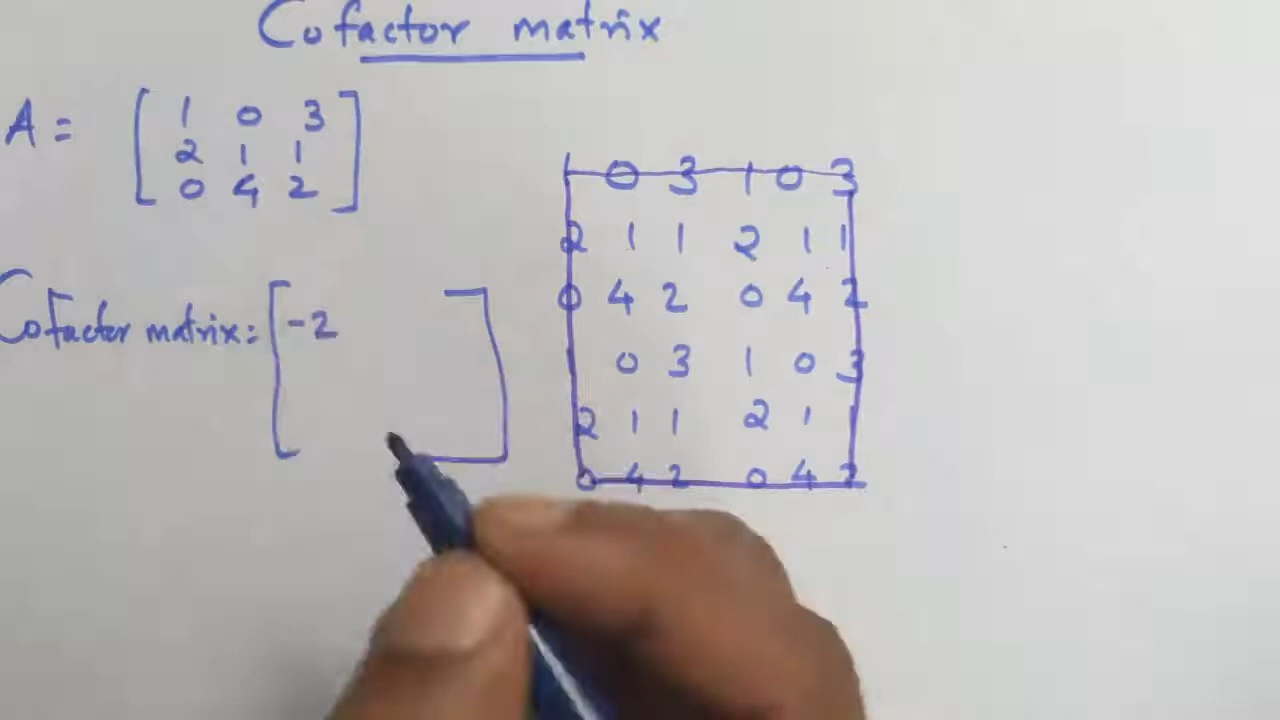 Cofactor matrix
A = [ 1 0 3
2 1 1
0 4 2 ]
Cofactor matrix = [ -2 ]
1 0 3 1 0 3
2 1 1 2 1 1
0 4 2 0 4 2
0 3 1 0 3
2 1 1 2 1 1
0 4 2 0 4 2